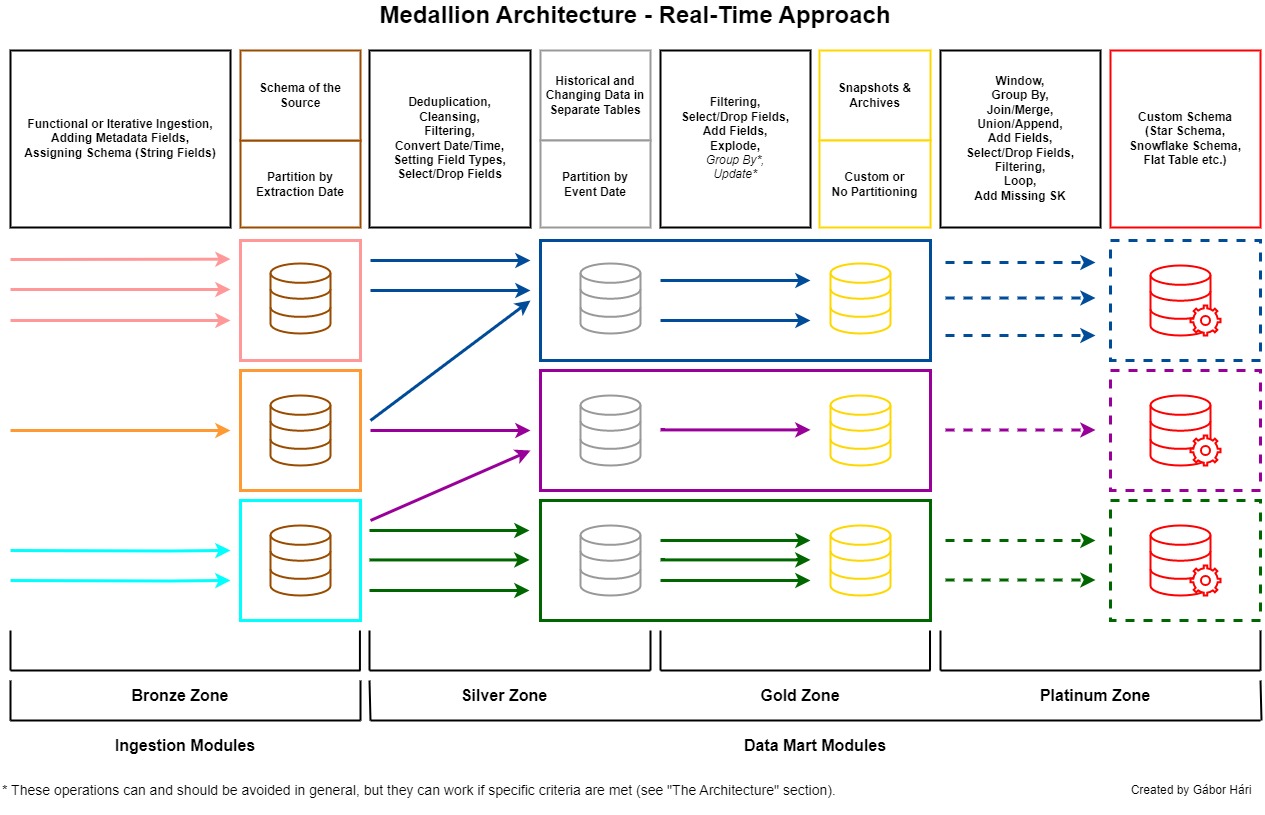 Medallion Architecture - Real-Time Approach
Functional or Iterative Ingestion,
Adding Metadata Fields,
Assigning Schema (String Fields)
Schema of the
Source
Partition by
Extraction Date
Deduplication,
Cleansing,
Filtering,
Convert Date/Time,
Setting Field Types,
Select/Drop Fields
Historical and
Changing Data in
Separate Tables
Partition by
Event Date
Filtering,
Select/Drop Fields,
Add Fields,
Explode,
Group By*,
Update*
Snapshots &
Archives
Custom or
No Partitioning
Window,
Group By,
Join/Merge,
Union/Append,
Add Fields,
Select/Drop Fields,
Filtering,
Loop,
Add Missing SK
Custom Schema
(Star Schema,
Snowflake Schema,
Flat Table etc.)
Bronze Zone
Silver Zone
Gold Zone
Platinum Zone
Ingestion Modules
Data Mart Modules
* These operations can and should be avoided in general, but they can work if specific criteria are met (see "The Architecture" section).
Created by Gábor Hári